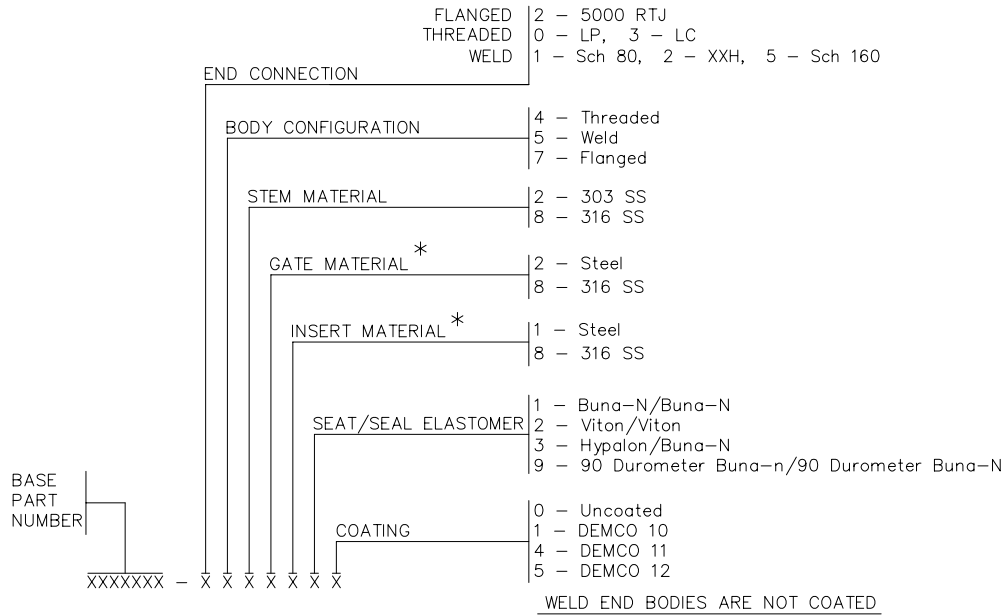 FLANGED 2 – 5000 RTJ
THREADED 0 – LP, 3 – LC
WELD 1 – Sch 80, 2 – XXH, 5 – Sch 160
END CONNECTION
BODY CONFIGURATION
4 – Threaded
5 – Weld
7 – Flanged
STEM MATERIAL
2 – 303 SS
8 – 316 SS
GATE MATERIAL *
2 – Steel
8 – 316 SS
INSERT MATERIAL *
1 – Steel
8 – 316 SS
SEAT/SEAL ELASTOMER
1 – Buna–N/Buna–N
2 – Viton/Viton
3 – Hypalon/Buna–N
9 – 90 Durometer Buna–n/90 Durometer Buna–N
BASE
PART
NUMBER
COATING
0 – Uncoated
1 – DEMCO 10
4 – DEMCO 11
5 – DEMCO 12
XXXXXXX – X X X X X X X
WELD END BODIES ARE NOT COATED